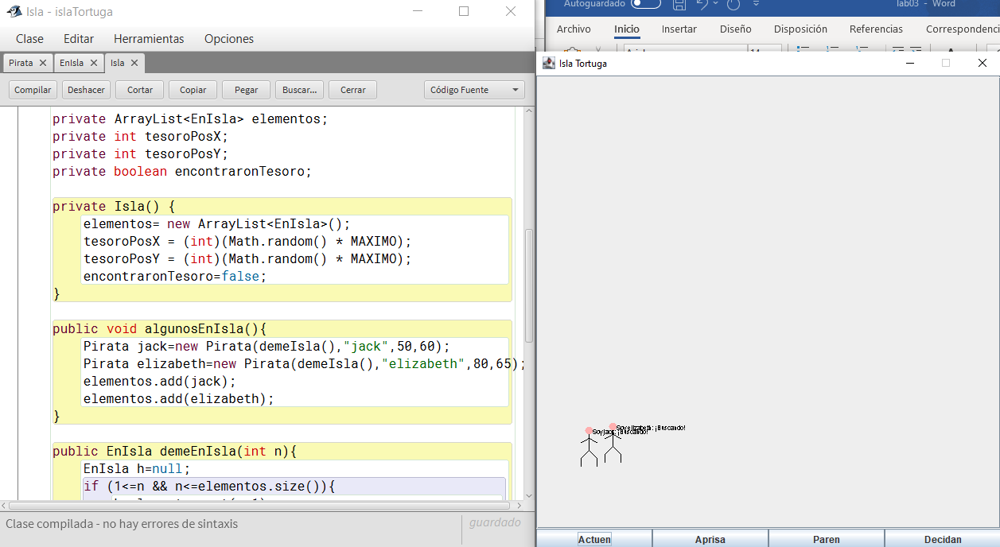 Isla - islaTortuga
Clase Editar Herramientas Opciones
Pirata EnIsla Isla
Compilar Deshacer Cortar Copiar Pegar Buscar... Cerrar Código Fuente
private ArrayList<EnIsla> elementos;
private int tesoroPosX;
private int tesoroPosY;
private boolean encontraronTesoro;
private Isla() {
elementos= new ArrayList<EnIsla>();
tesoroPosX = (int)(Math.random() * MAXIMO);
tesoroPosY = (int)(Math.random() * MAXIMO);
encontraronTesoro=false;
}
public void algunosEnIsla(){
Pirata jack=new Pirata(demeIsla(),"jack",50,60);
Pirata elizabeth=new Pirata(demeIsla(),"elizabeth",80,65);
elementos.add(jack);
elementos.add(elizabeth);
}
public EnIsla demeEnIsla(int n){
EnIsla h=null;
if (1<=n && n<=elementos.size()){
Clase compilada - no hay errores de sintaxis
guardado
Autoguardado lab03 - Word
Archivo Inicio Insertar Diseño Disposición Referencias Correspondenci
Isla Tortuga
Soy elizabeth: ¡Buscando!
Soy jack: ¡Buscando!
Actuen Aprisa Paren Decidan